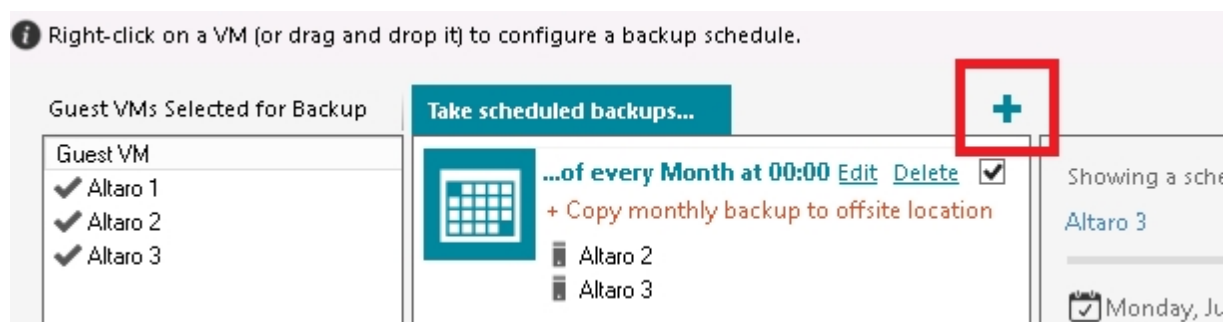 Right-click on a VM (or drag and drop it) to configure a backup schedule.
Guest VMs Selected for Backup
Take scheduled backups...
Guest VM
Altaro 1
Altaro 2
Altaro 3
...of every Month at 00:00 Edit Delete
+ Copy monthly backup to offsite location
Altaro 2
Altaro 3
Showing a
Altaro 3
Monday,